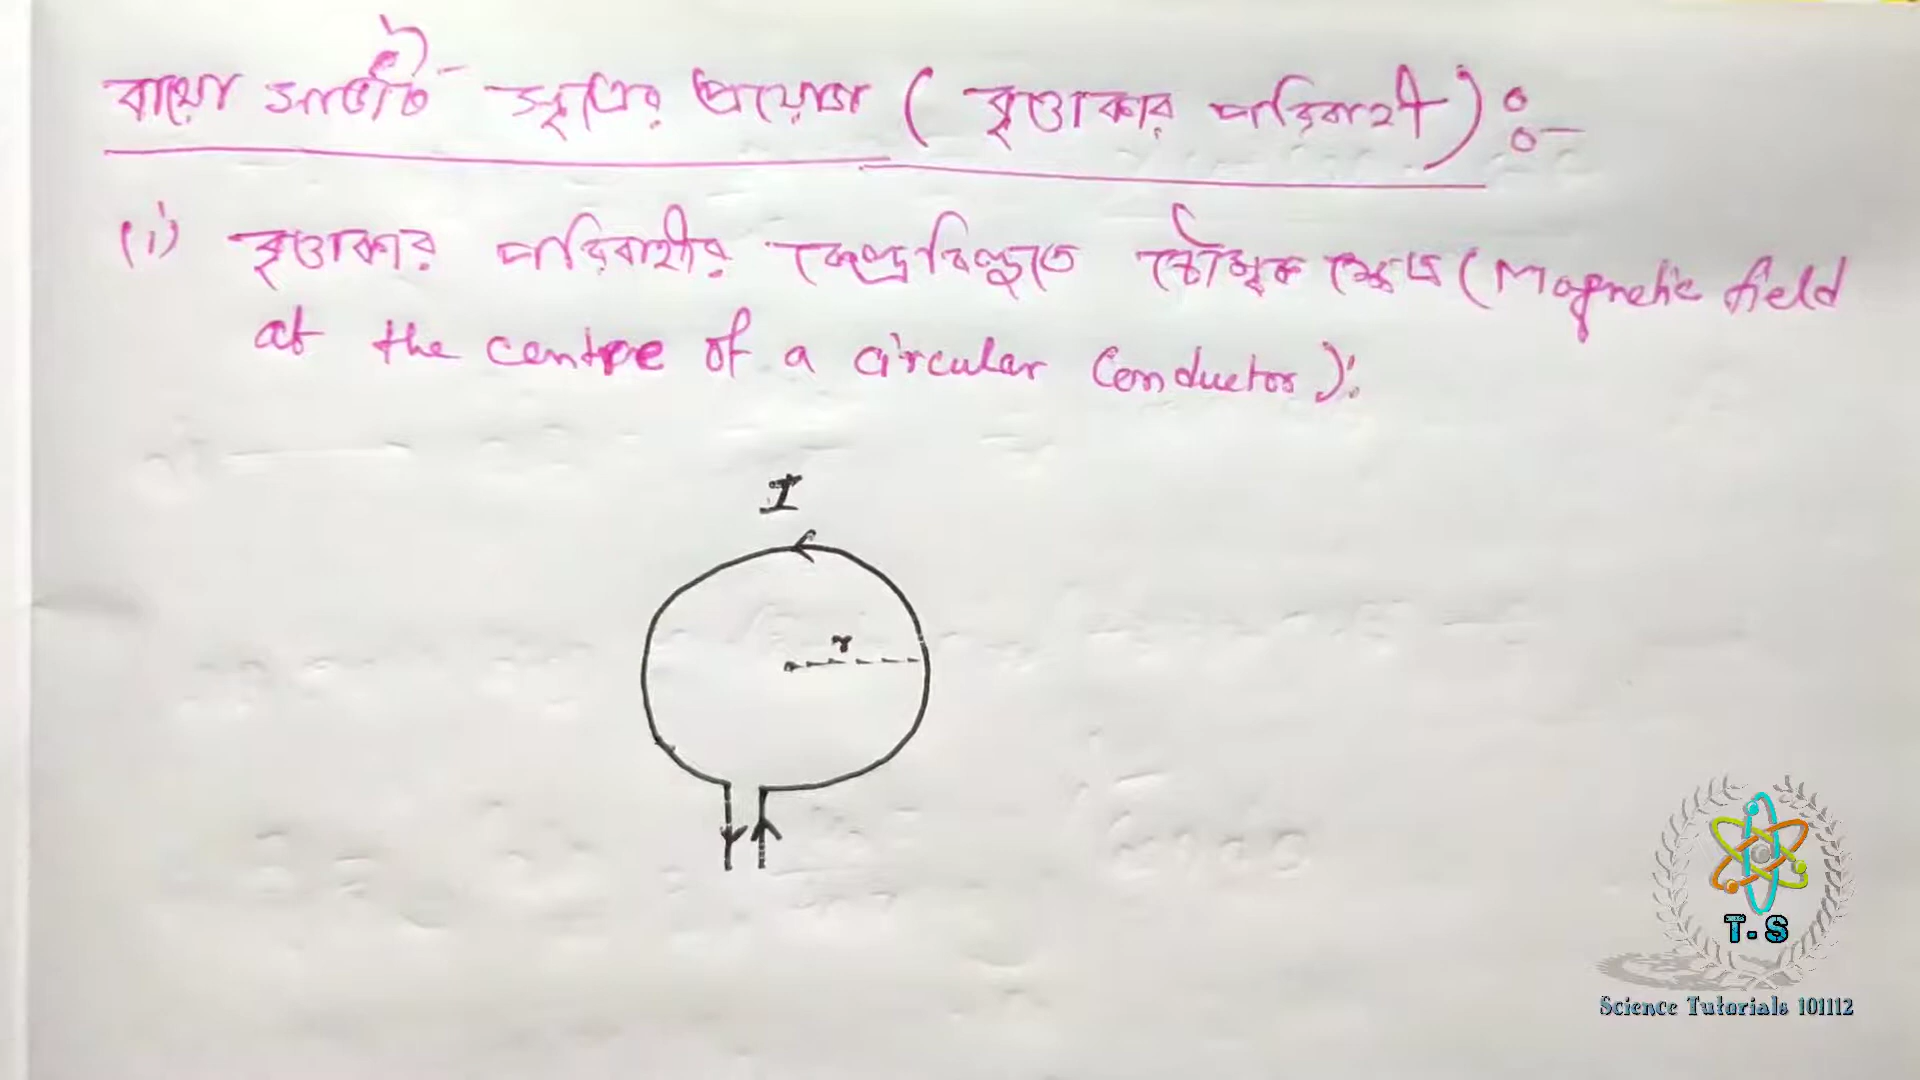 বায়ো সাভার্ট সূত্রের প্রয়োগ ( বৃত্তাকার পরিবাহী ) :-
(i) বৃত্তাকার পরিবাহীর কেন্দ্রবিন্দুতে চৌম্বক ক্ষেত্র (Magnetic field
at the centre of a circular conductor):
I
r
T.S
Science Tutorials 101112